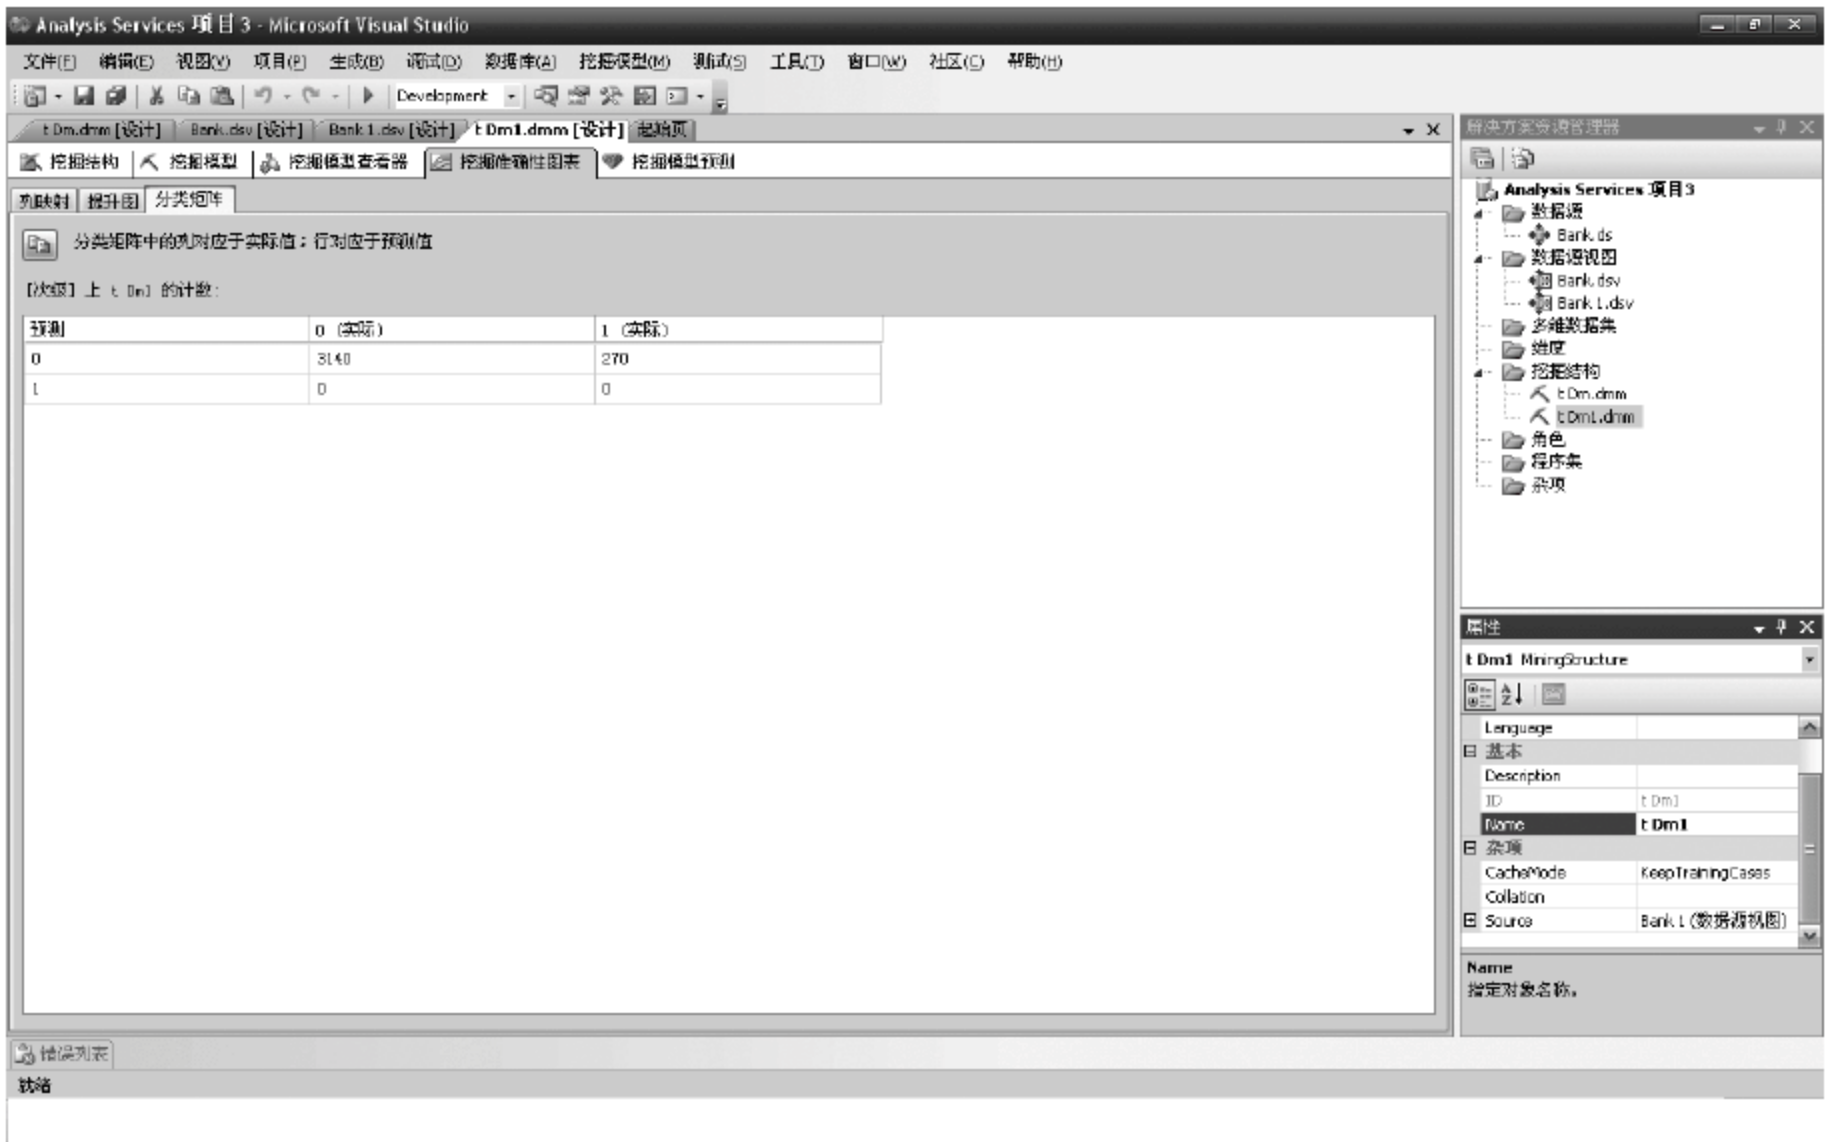 Analysis Services 项目3 - Microsoft Visual Studio
文件(F) 编辑(E) 视图(V) 项目(P) 生成(B) 调试(D) 数据库(A) 挖掘模型(M) 测试(S) 工具(T) 窗口(W) 社区(C) 帮助(H)
Development
t Dm.dmm [设计] Bank.dsv [设计] Bank 1.dsv [设计] t Dm1.dmm [设计] 起始页
挖掘结构 挖掘模型 挖掘模型查看器 挖掘准确性图表 挖掘模型预测
列映射 提升图 分类矩阵
分类矩阵中的列对应于实际值；行对应于预测值
[次级] 上 t Dm1 的计数:
预测 0 (实际) 1 (实际)
0 3140 270
1 0 0
解决方案资源管理器
Analysis Services 项目3
数据源
Bank.ds
数据源视图
Bank.dsv
Bank 1.dsv
多维数据集
维度
挖掘结构
t Dm.dmm
t Dm1.dmm
角色
程序集
杂项
属性
t Dm1 MiningStructure
Language
基本
Description
ID t Dm1
Name t Dm1
杂项
CacheMode KeepTrainingCases
Collation
Source Bank 1 (数据源视图)
Name
指定对象名称。
错误列表
就绪